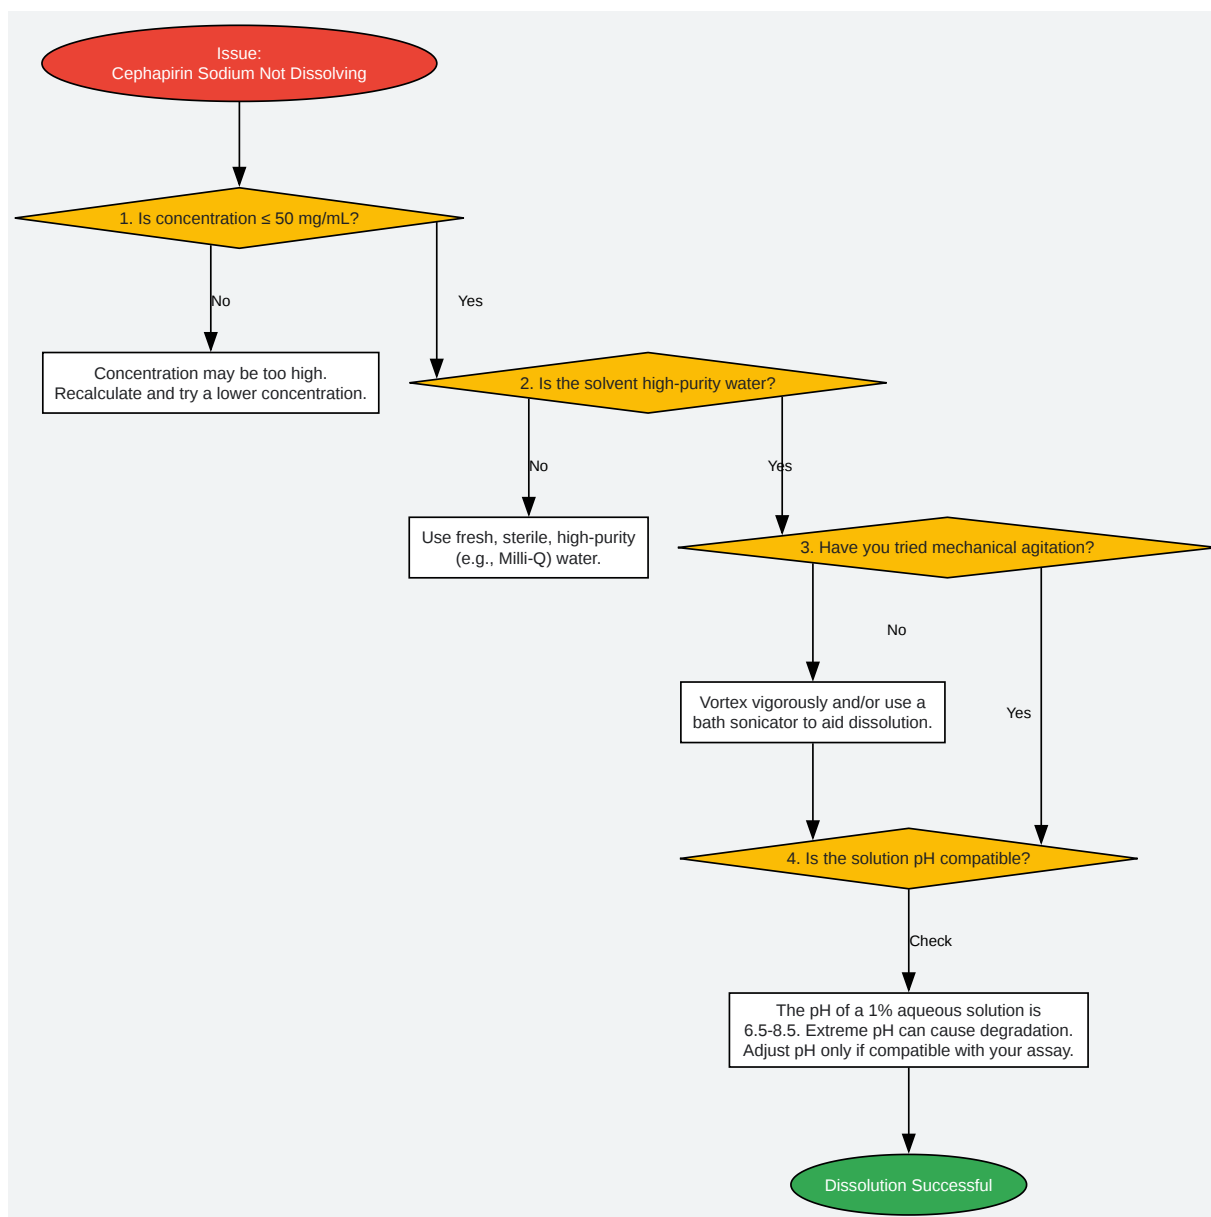 Issue:
Cephapirin Sodium Not Dissolving
1. Is concentration ≤ 50 mg/mL?
No
Yes
Concentration may be too high.
Recalculate and try a lower concentration.
2. Is the solvent high-purity water?
No
Yes
Use fresh, sterile, high-purity
(e.g., Milli-Q) water.
3. Have you tried mechanical agitation?
No
Vortex vigorously and/or use a
bath sonicator to aid dissolution.
Yes
4. Is the solution pH compatible?
Check
The pH of a 1% aqueous solution is
6.5-8.5. Extreme pH can cause degradation.
Adjust pH only if compatible with your assay.
Dissolution Successful